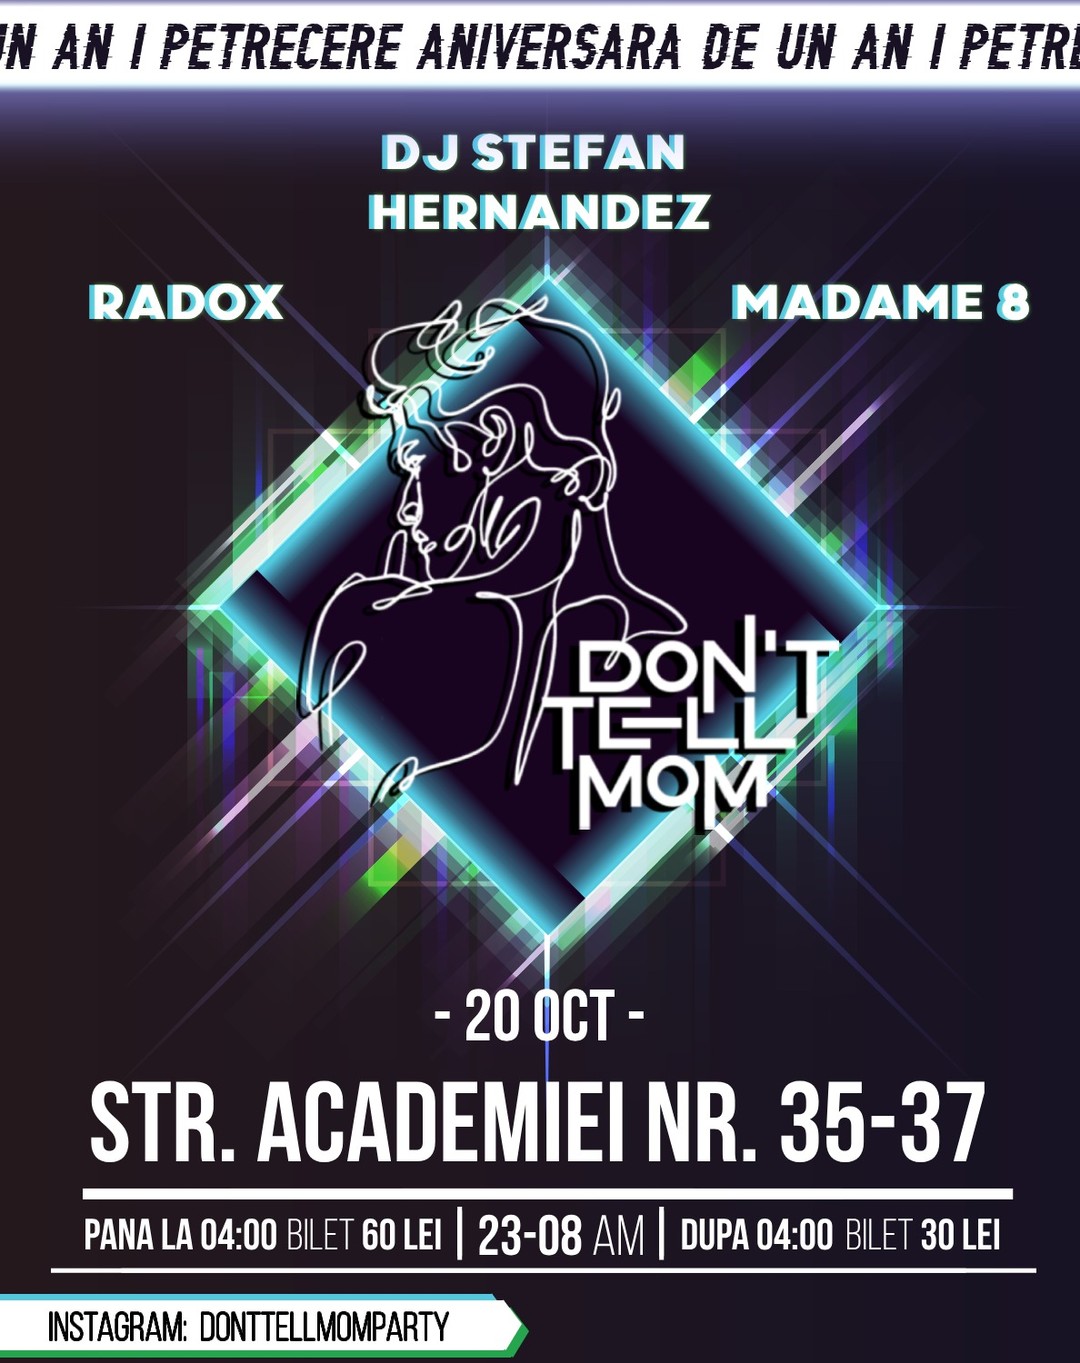 UN AN | PETRECERE ANIVERSARA DE UN AN | PETRE
DJ STEFAN
HERNANDEZ
RADOX
MADAME 8
DON'T
TELL
MOM
- 20 OCT -
STR. ACADEMIEI NR. 35-37
PANA LA 04:00 BILET 60 LEI | 23-08 AM | DUPA 04:00 BILET 30 LEI
INSTAGRAM: DONTTELLMOMPARTY